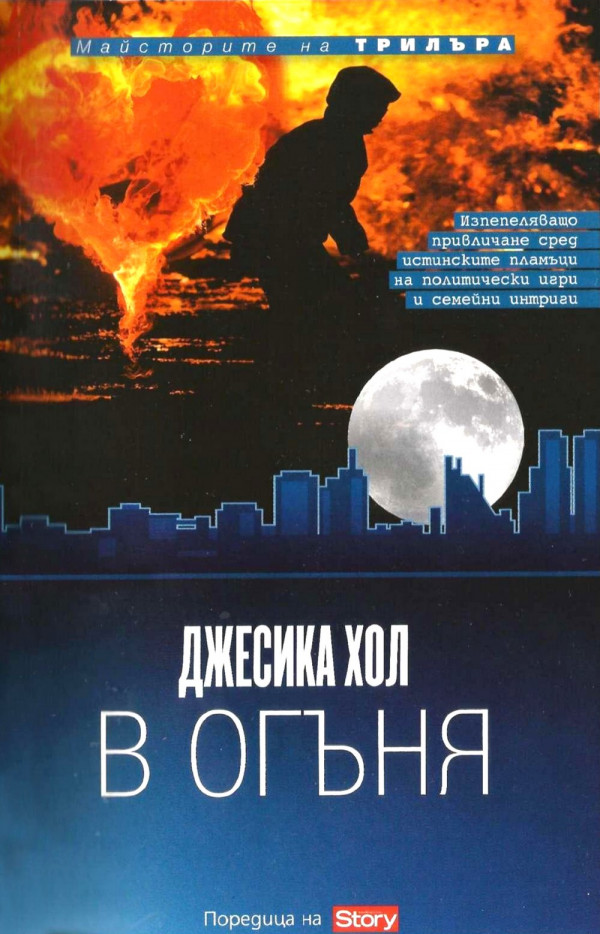 Майсторите на ТРИЛЪРА
Изпепеляващо
привличане сред
истинските пламъци
на политически игри
и семейни интриги
ДЖЕСИКА ХОЛ
В ОГЪНЯ
Поредица на Story